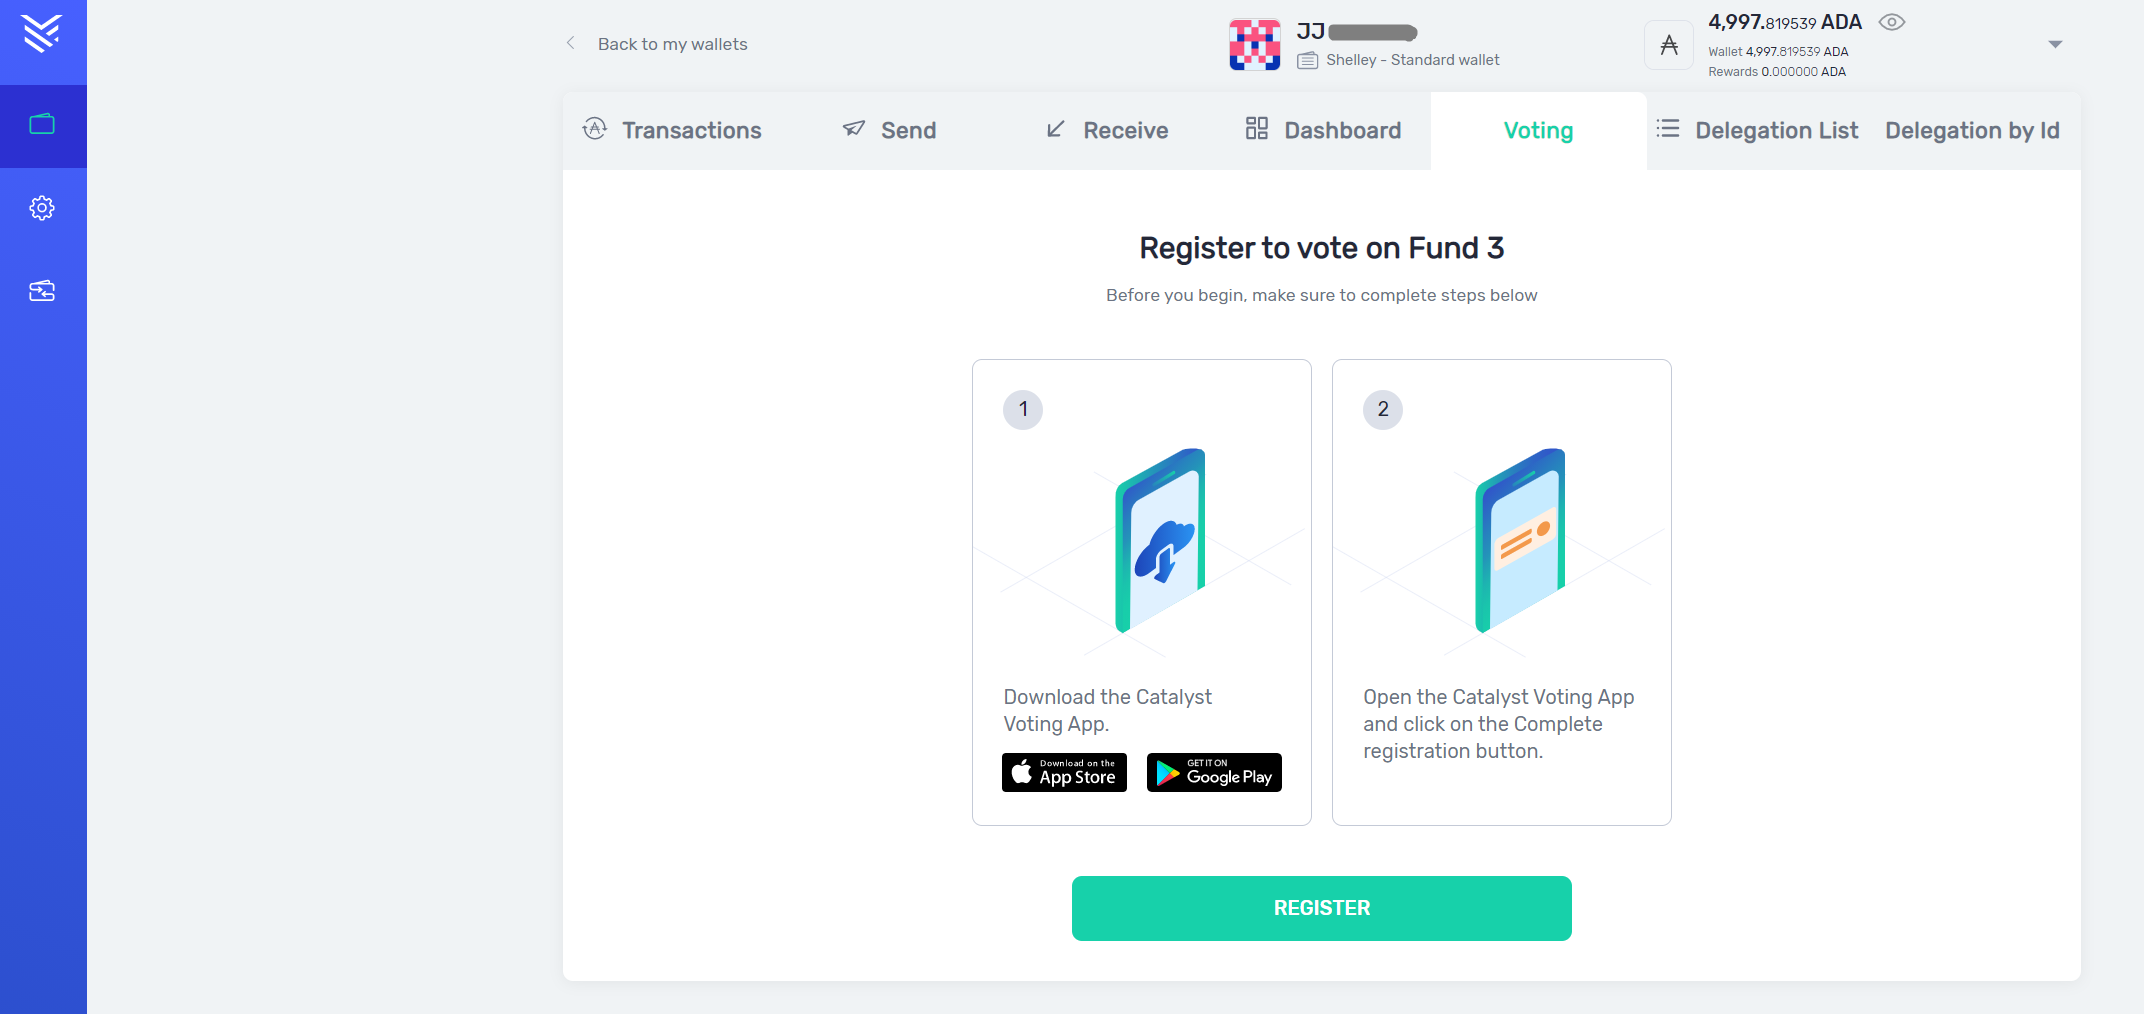 Back to my wallets
JJ
Shelley - Standard wallet
4,997.819539 ADA
Wallet 4,997.819539 ADA
Rewards 0.000000 ADA
Transactions
Send
Receive
Dashboard
Voting
Delegation List
Delegation by Id
Register to vote on Fund 3
Before you begin, make sure to complete steps below
1
Download the Catalyst
Voting App.
Download on the
App Store
GET IT ON
Google Play
2
Open the Catalyst Voting App
and click on the Complete
registration button.
REGISTER